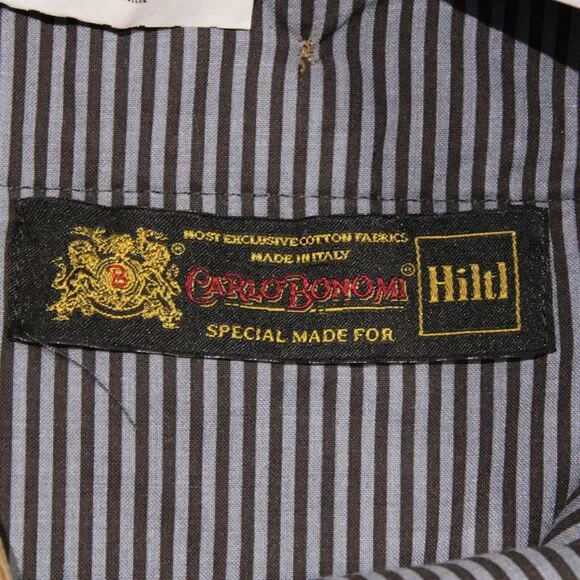 MOST EXCLUSIVE COTTON FABRICS
MADE IN ITALY
B
®
CARLO BONOMI®
Hiltl
SPECIAL MADE FOR